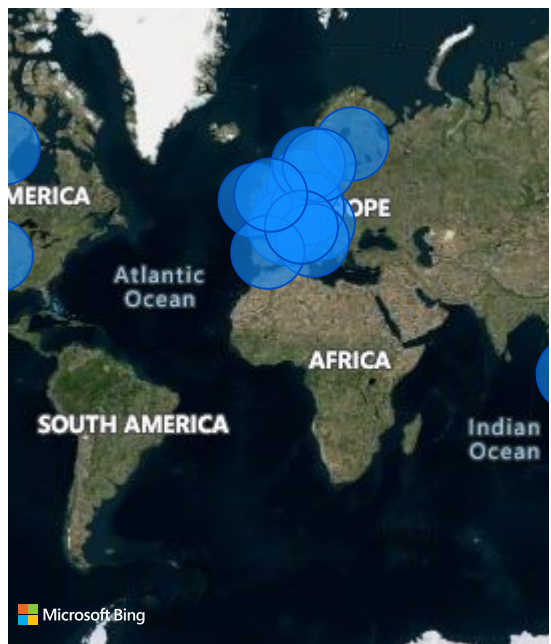 MERICA
OPE
Atlantic
Ocean
AFRICA
SOUTH AMERICA
Indian
Ocean
Microsoft Bing